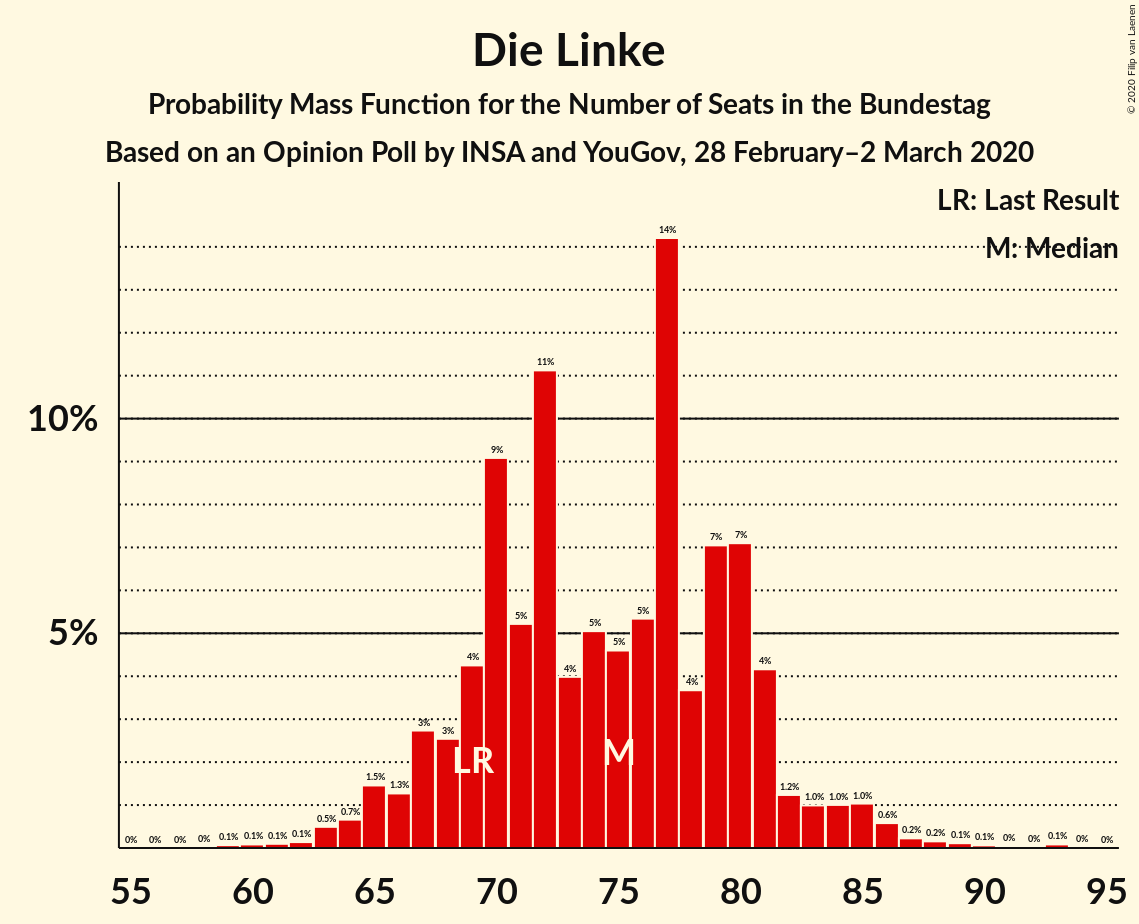 Die Linke
Probability Mass Function for the Number of Seats in the Bundestag
Based on an Opinion Poll by INSA and YouGov, 28 February–2 March 2020
© 2020 Filip van Laenen
LR: Last Result
M: Median
10%
5%
0% 0% 0% 0% 0.1% 0.1% 0.1% 0.1% 0.5% 0.7% 1.5% 1.3% 3% 3% 4% 9% 5% 11% 4% 5% 5% 5% 14% 4% 7% 7% 4% 1.2% 1.0% 1.0% 1.0% 0.6% 0.2% 0.2% 0.1% 0.1% 0% 0% 0.1% 0% 0%
LR M
55 60 65 70 75 80 85 90 95